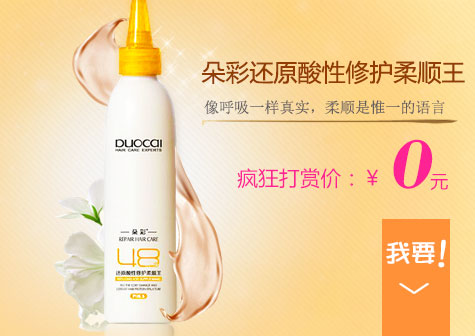 朵彩还原酸性修护柔顺王
像呼吸一样真实，柔顺是惟一的语言
疯狂打赏价：￥0元
我要！
DUOCAI
HAIR CARE EXPERTS
朵彩
REPAIR HAIR CARE
48
还原酸性修护柔顺王